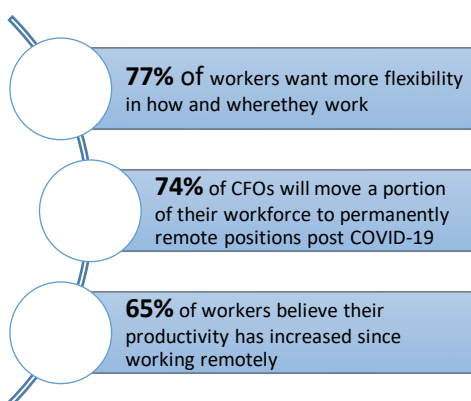 77% of workers want more flexibility
in how and wherethey work
74% of CFOs will move a portion
of their workforce to permanently
remote positions post COVID-19
65% of workers believe their
productivity has increased since
working remotely